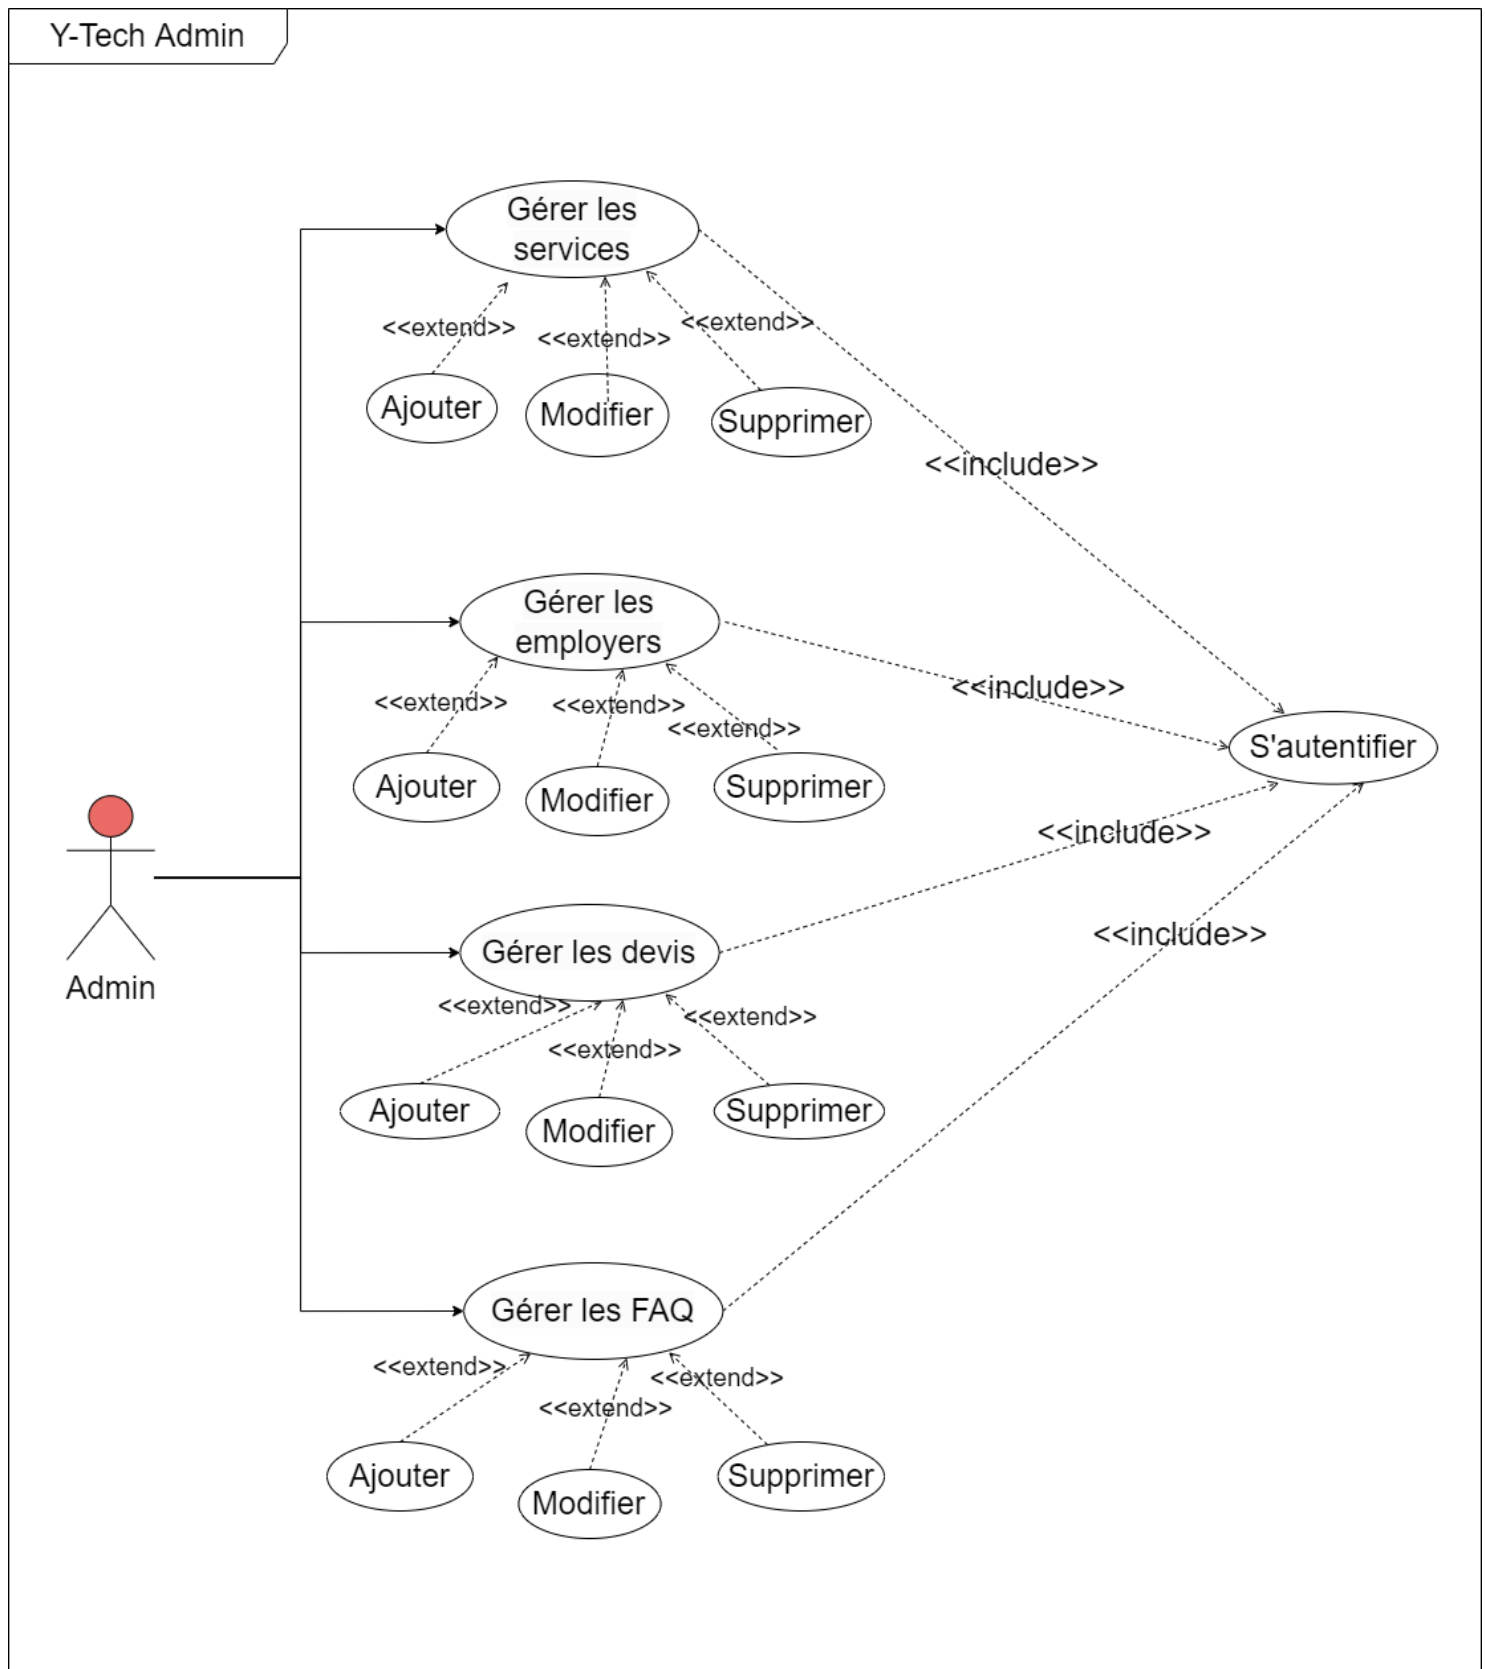 Y-Tech Admin
Gérer les
services
<<extend>>
<<extend>>
<<extend>>
Ajouter
Modifier
Supprimer
<<include>>
Gérer les
employers
<<extend>>
<<extend>>
<<extend>>
<<include>>
Ajouter
Modifier
Supprimer
S'autentifier
<<include>>
Admin
Gérer les devis
<<include>>
<<extend>>
<<extend>>
<<extend>>
Ajouter
Modifier
Supprimer
Gérer les FAQ
<<extend>>
<<extend>>
<<extend>>
Ajouter
Modifier
Supprimer